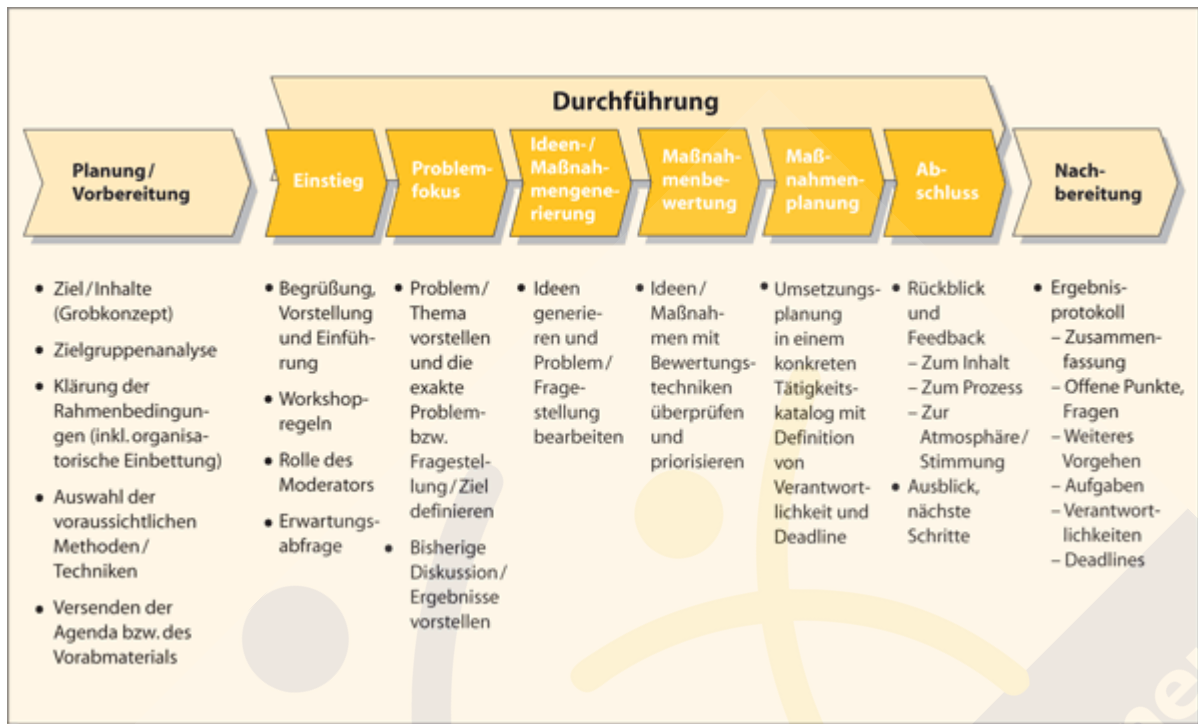 Durchführung
Planung/
Vorbereitung
Einstieg
Problem-
fokus
Ideen-/
Maßnah-
mengene-
rierung
Maßnah-
menbe-
wertung
Maß-
nahmen-
planung
Ab-
schluss
Nach-
bereitung
• Ziel/Inhalte
(Grobkonzept)
• Zielgruppenanalyse
• Klärung der
Rahmenbedingun-
gen (inkl. organisa-
torische Einbettung)
• Auswahl der
voraussichtlichen
Methoden/
Techniken
• Versenden der
Agenda bzw. des
Vorabmaterials
• Begrüßung,
Vorstellung
und Einfüh-
rung
• Workshop-
regeln
• Rolle des
Moderators
• Erwartungs-
abfrage
• Problem/
Thema
vorstellen
und die
exakte
Problem-
bzw.
Fragestel-
lung/Ziel
definieren
• Bisherige
Diskussion/
Ergebnisse
vorstellen
• Ideen
generie-
ren und
Problem/
Frage-
stellung
bearbeiten
• Ideen/
Maßnah-
men mit
Bewertungs-
techniken
überprüfen
und
priorisieren
• Umsetzungs-
planung
in einem
konkreten
Tätigkeits-
katalog mit
Definition
von
Verantwort-
lichkeit und
Deadline
• Rückblick
und
Feedback
– Zum Inhalt
– Zum Prozess
– Zur
Atmosphäre/
Stimmung
• Ausblick,
nächste
Schritte
• Ergebnis-
protokoll
– Zusammen-
fassung
– Offene Punkte,
Fragen
– Weiteres
Vorgehen
– Aufgaben
– Verantwort-
lichkeiten
– Deadlines